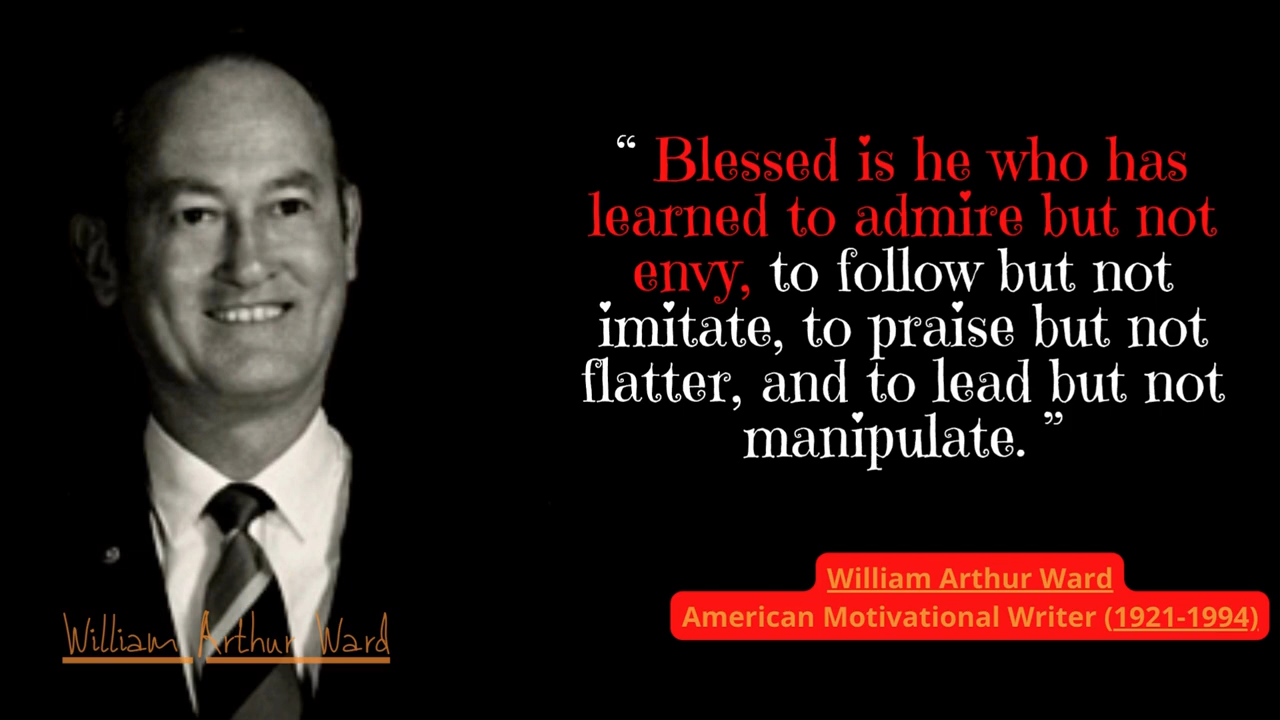 “ Blessed is he who has
learned to admire but not
envy, to follow but not
imitate, to praise but not
flatter, and to lead but not
manipulate. ”
William Arthur Ward
American Motivational Writer (1921-1994)
William Arthur Ward